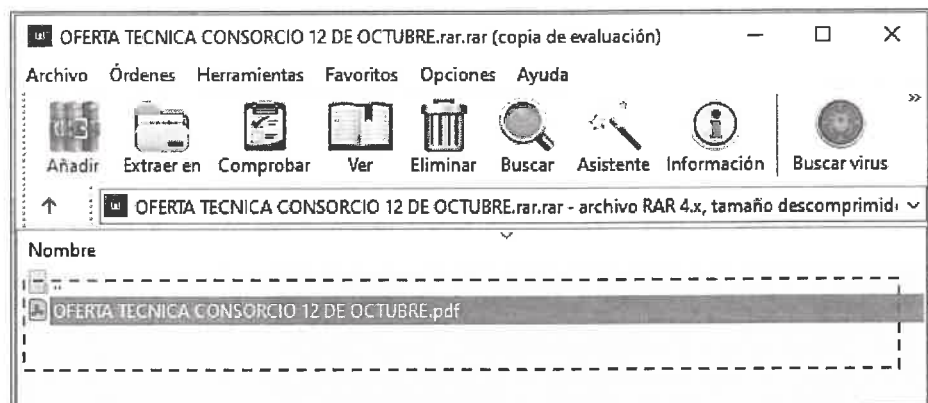 OFERTA TECNICA CONSORCIO 12 DE OCTUBRE.rar.rar (copia de evaluación)
Archivo Órdenes Herramientas Favoritos Opciones Ayuda
Añadir Extraer en Comprobar Ver Eliminar Buscar Asistente Información Buscar virus
OFERTA TECNICA CONSORCIO 12 DE OCTUBRE.rar.rar - archivo RAR 4.x, tamaño descomprimid
Nombre
..
OFERTA TECNICA CONSORCIO 12 DE OCTUBRE.pdf